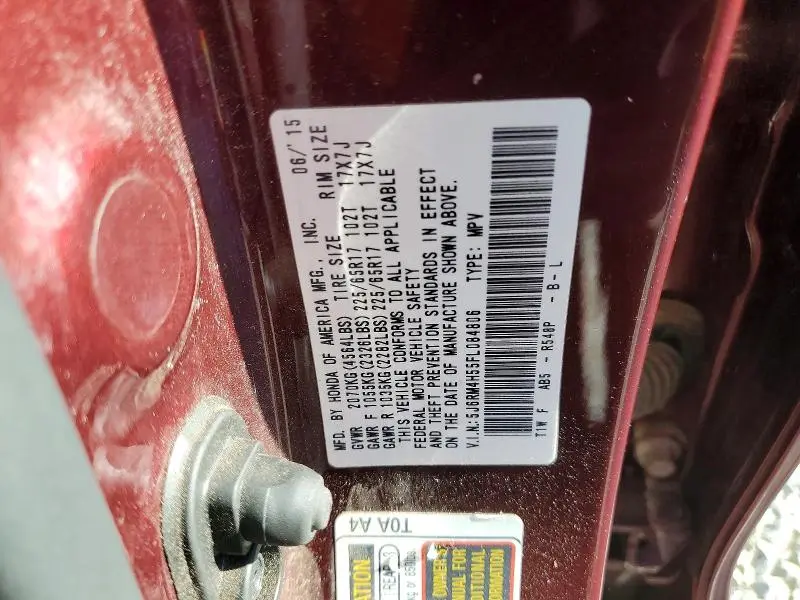 MFD. BY HONDA OF AMERICA MFG., INC. 06/'15
GVWR 2070KG(4564LBS) TIRE SIZE RIM SIZE
GAWR F 1055KG(2326LBS) 225/65R17 102T 17X7J
GAWR R 1035KG(2282LBS) 225/65R17 102T 17X7J
THIS VEHICLE CONFORMS TO ALL APPLICABLE
FEDERAL MOTOR VEHICLE SAFETY
AND THEFT PREVENTION STANDARDS IN EFFECT
ON THE DATE OF MANUFACTURE SHOWN ABOVE.
V.I.N.:5J6RM4H55FL084606 TYPE: MPV
T1W F AB5 - R548P - B - L
T0A A4